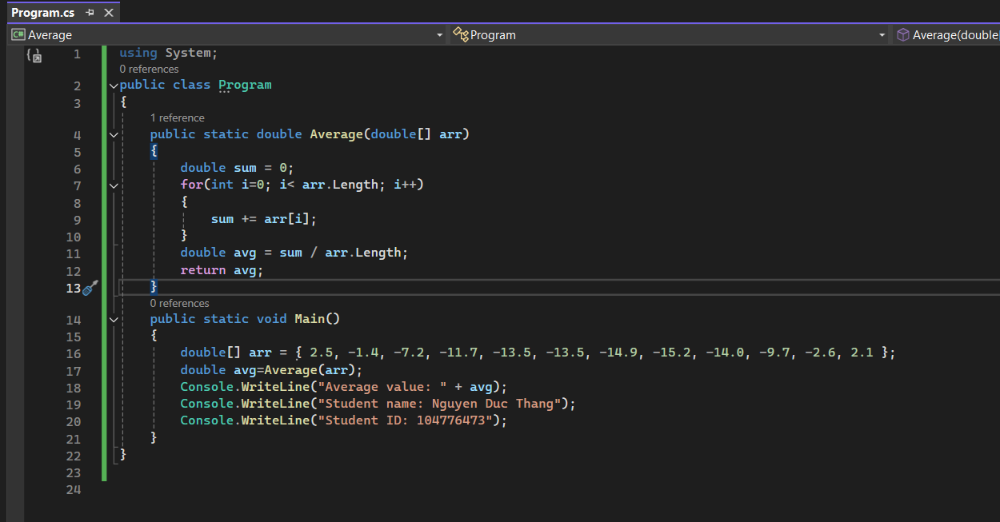 Program.cs
C# Average Program Average(double[
1 using System;
0 references
2 public class Program
3 {
1 reference
4 public static double Average(double[] arr)
5 {
6 double sum = 0;
7 for(int i=0; i< arr.Length; i++)
8 {
9 sum += arr[i];
10 }
11 double avg = sum / arr.Length;
12 return avg;
13 }
0 references
14 public static void Main()
15 {
16 double[] arr = { 2.5, -1.4, -7.2, -11.7, -13.5, -13.5, -14.9, -15.2, -14.0, -9.7, -2.6, 2.1 };
17 double avg=Average(arr);
18 Console.WriteLine("Average value: " + avg);
19 Console.WriteLine("Student name: Nguyen Duc Thang");
20 Console.WriteLine("Student ID: 104776473");
21 }
22 }
23
24